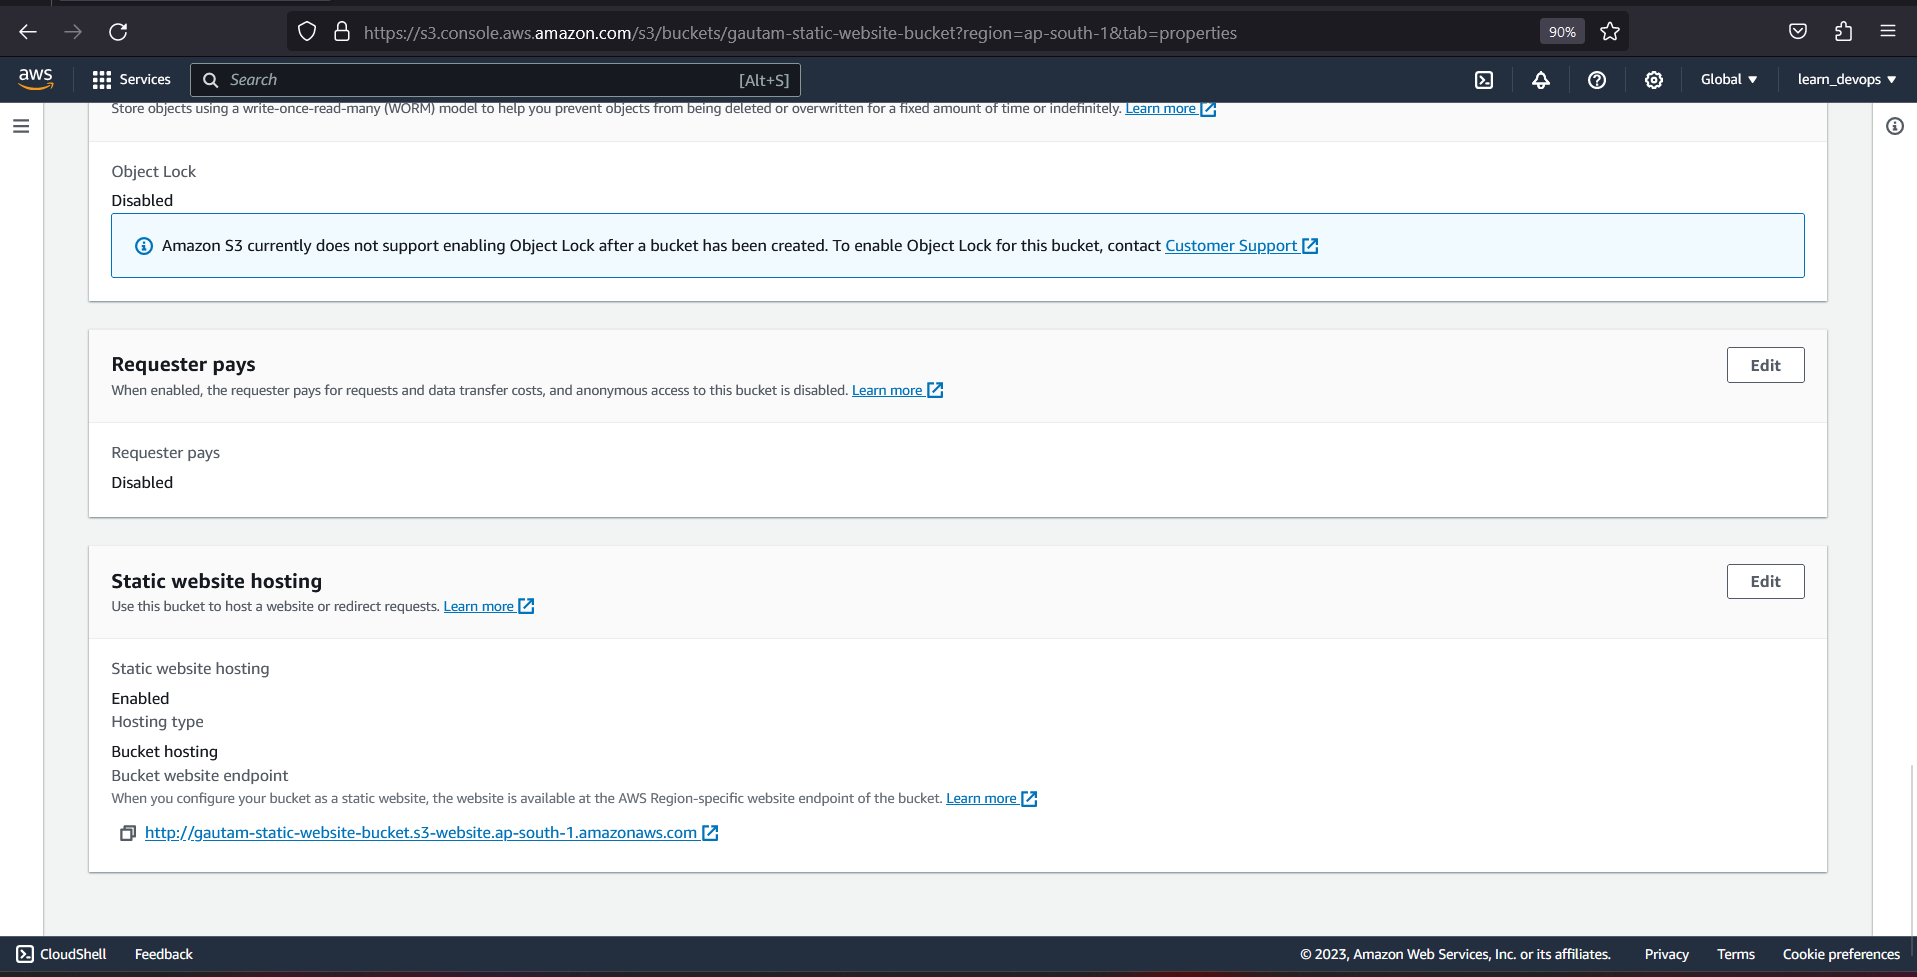 https://s3.console.aws.amazon.com/s3/buckets/gautam-static-website-bucket?region=ap-south-1&tab=properties
90%
aws
Services
Search
[Alt+S]
Global
learn_devops
Store objects using a write-once-read-many (WORM) model to help you prevent objects from being deleted or overwritten for a fixed amount of time or indefinitely. Learn more
Object Lock
Disabled
Amazon S3 currently does not support enabling Object Lock after a bucket has been created. To enable Object Lock for this bucket, contact Customer Support
Requester pays
Edit
When enabled, the requester pays for requests and data transfer costs, and anonymous access to this bucket is disabled. Learn more
Requester pays
Disabled
Static website hosting
Edit
Use this bucket to host a website or redirect requests. Learn more
Static website hosting
Enabled
Hosting type
Bucket hosting
Bucket website endpoint
When you configure your bucket as a static website, the website is available at the AWS Region-specific website endpoint of the bucket. Learn more
http://gautam-static-website-bucket.s3-website.ap-south-1.amazonaws.com
CloudShell
Feedback
© 2023, Amazon Web Services, Inc. or its affiliates.
Privacy
Terms
Cookie preferences